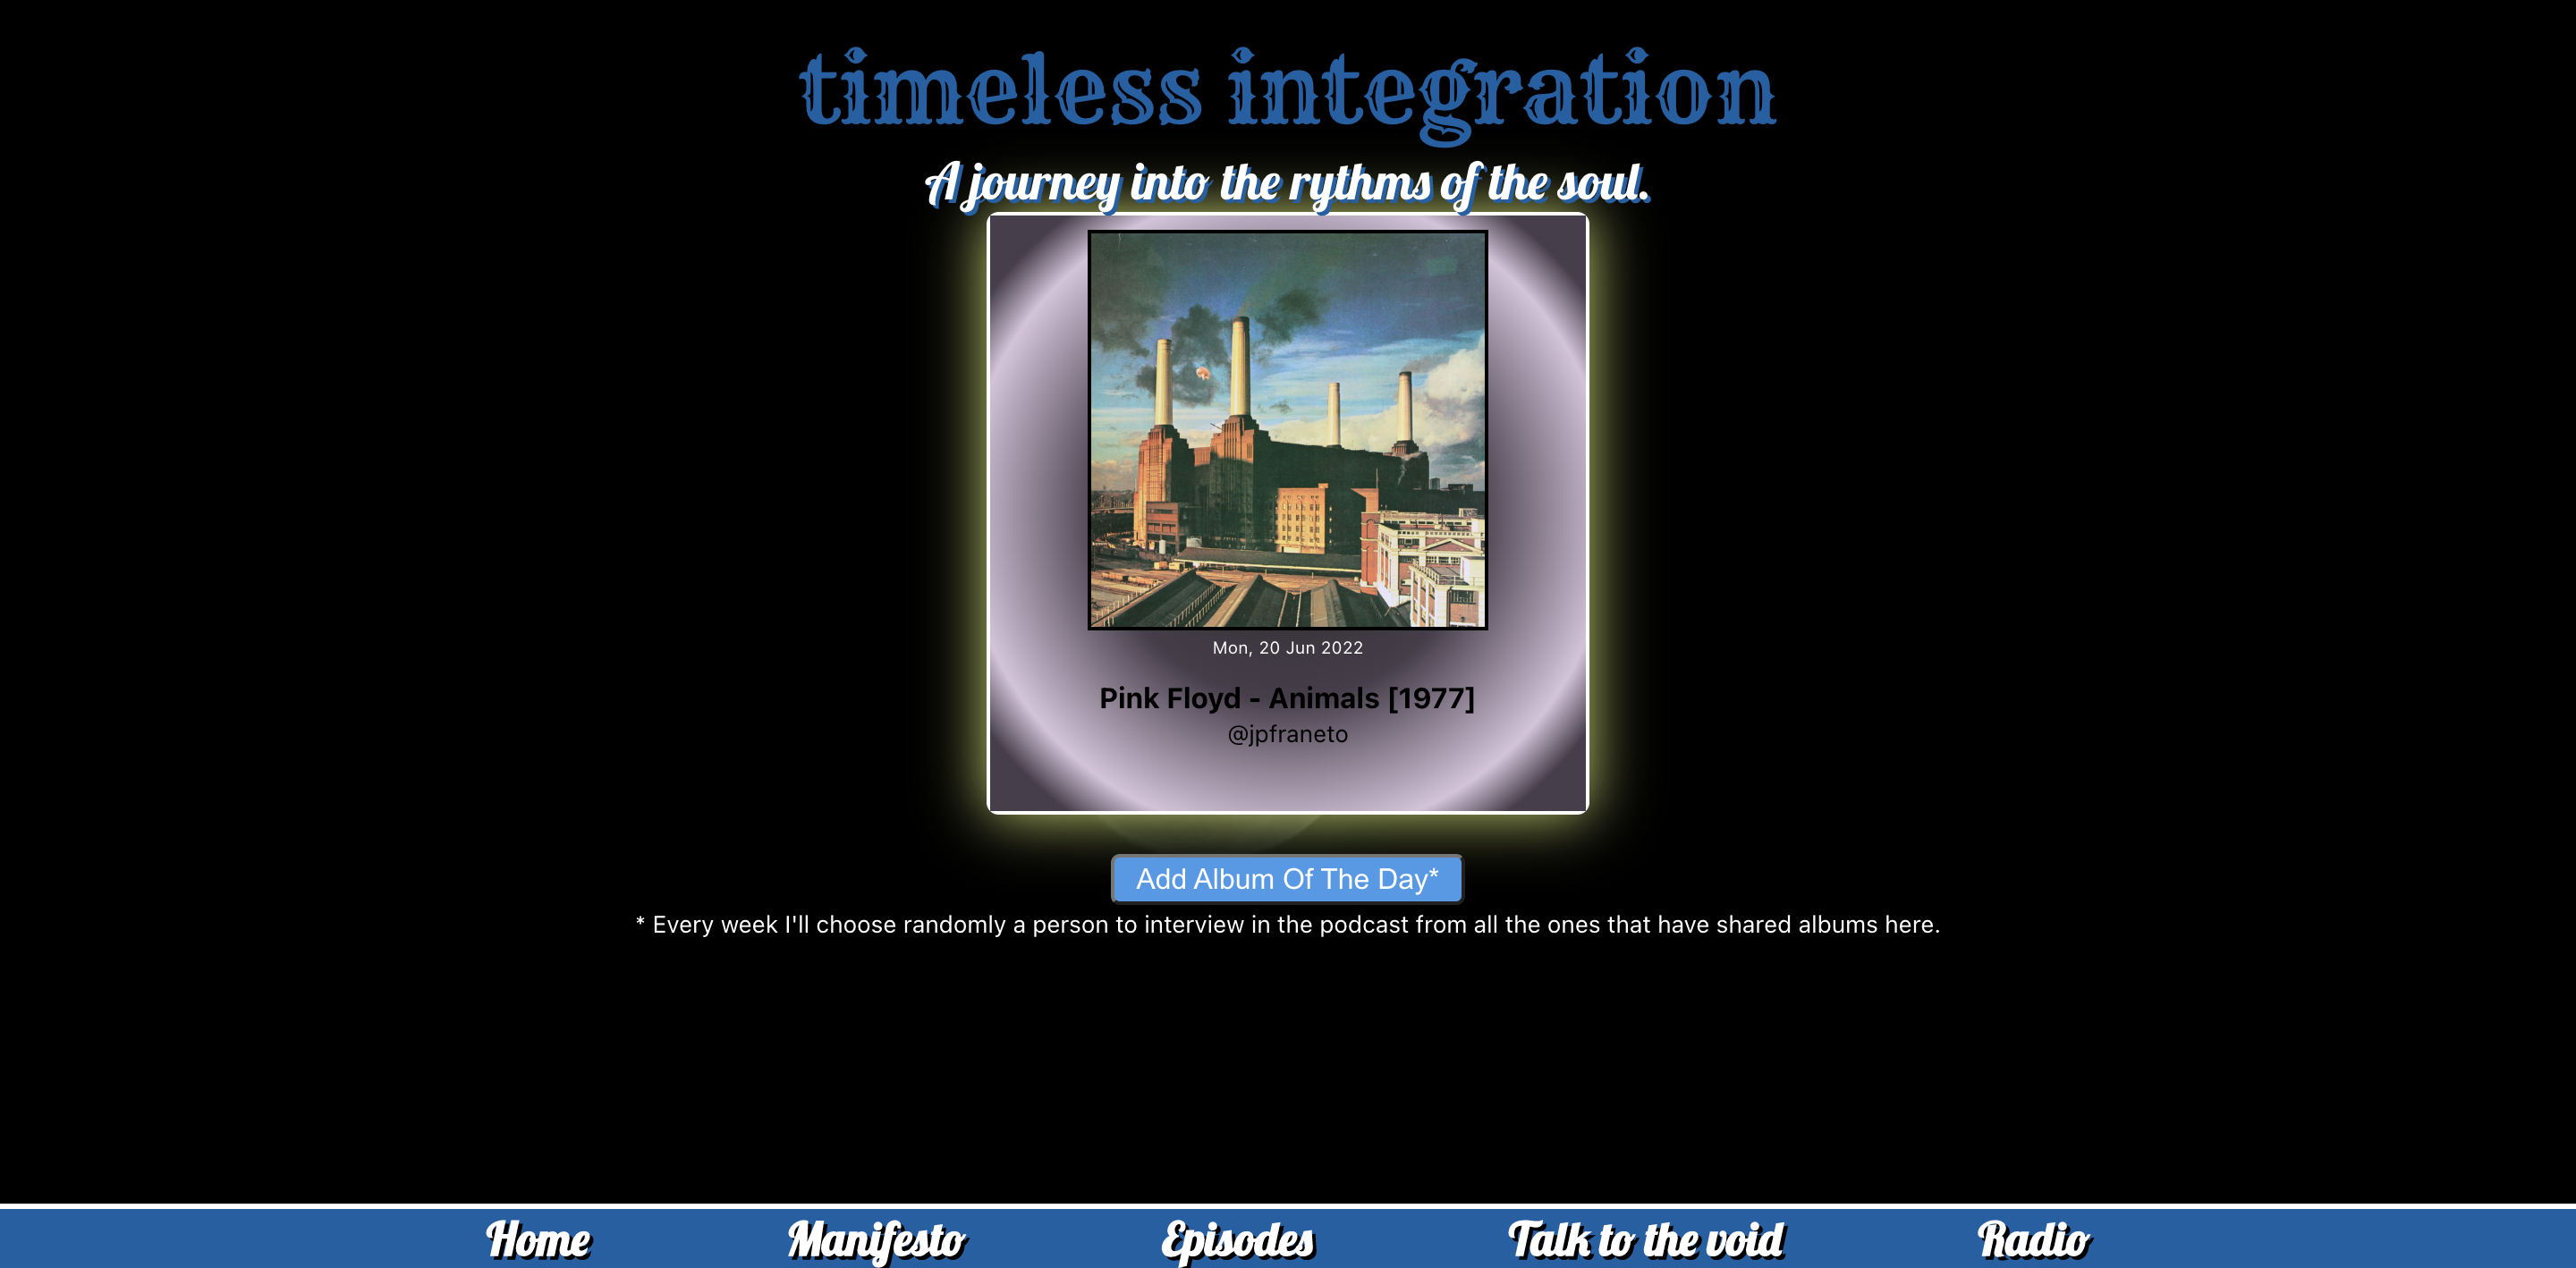 timeless integration
A journey into the rythms of the soul.
Mon, 20 Jun 2022
Pink Floyd - Animals [1977]
@jpfraneto
Add Album Of The Day*
* Every week I'll choose randomly a person to interview in the podcast from all the ones that have shared albums here.
Home Manifesto Episodes Talk to the void Radio